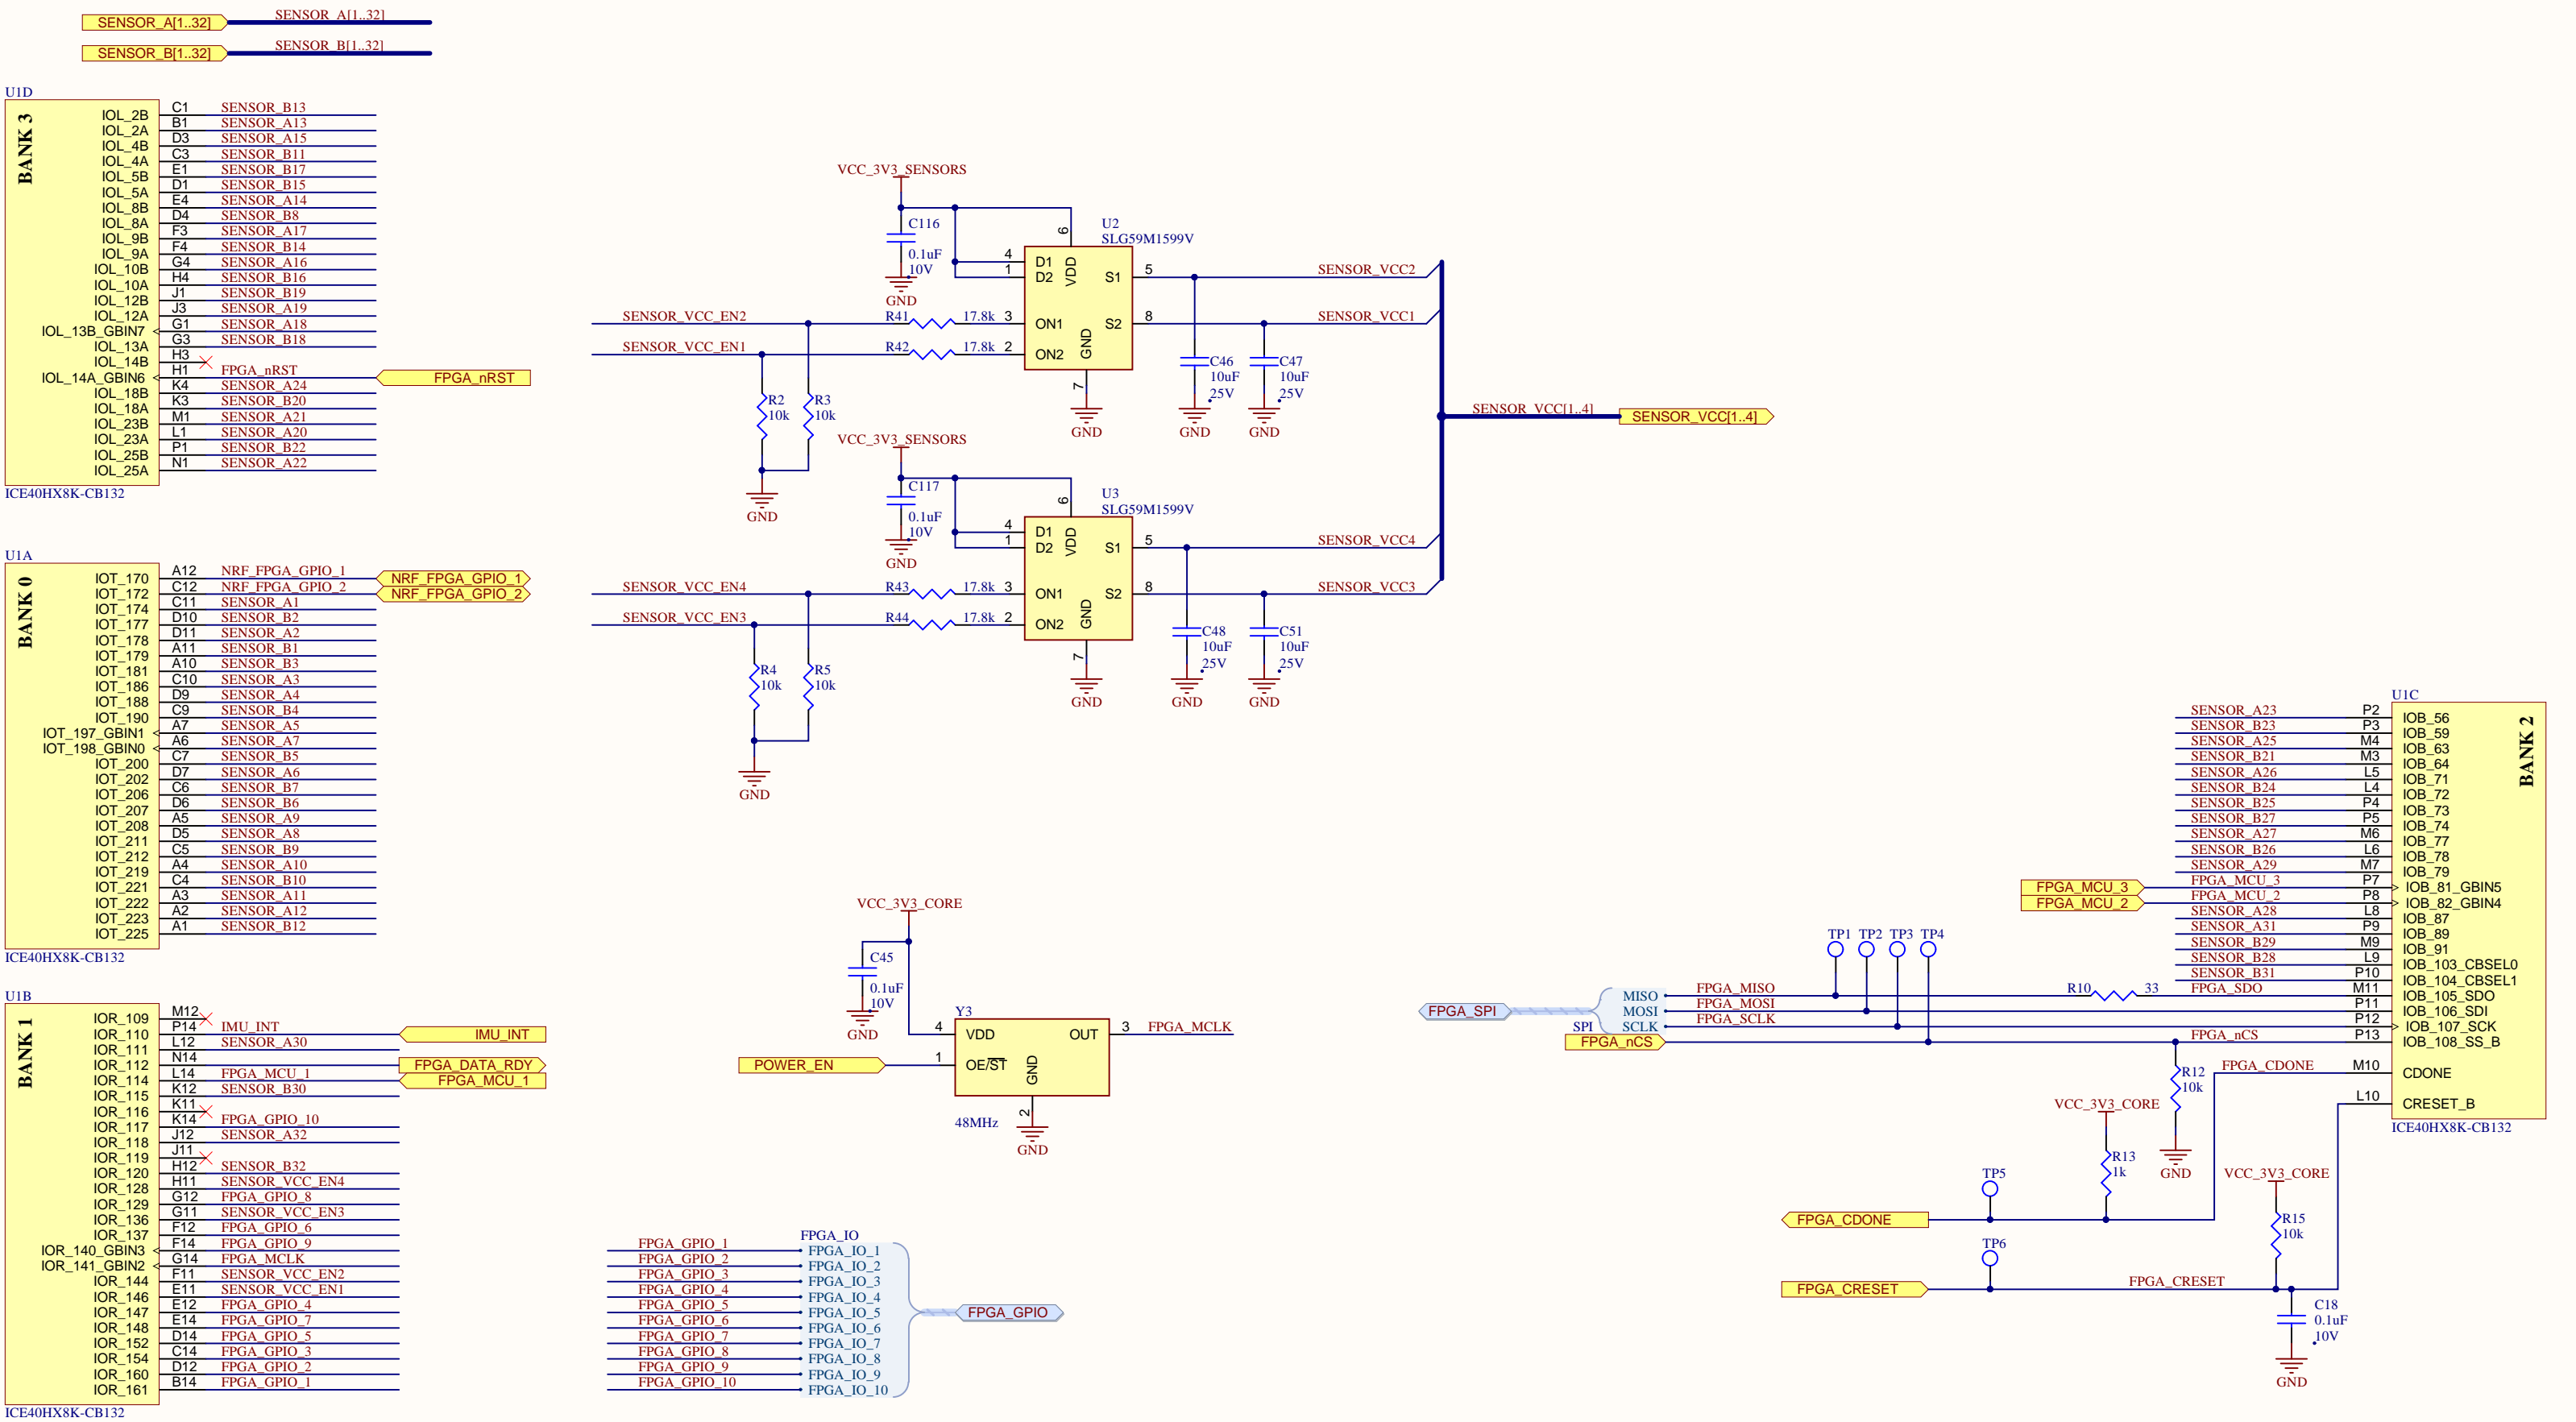 SENSOR_A[1..32] SENSOR_A[1..32]
SENSOR_B[1..32] SENSOR_B[1..32]
U1D
BANK 3
IOL_2B C1 SENSOR_B13
IOL_2A B1 SENSOR_A13
IOL_4B D3 SENSOR_A15
IOL_4A C3 SENSOR_B11
IOL_5B E1 SENSOR_B17
IOL_5A D1 SENSOR_B15
IOL_8B E4 SENSOR_A14
IOL_8A D4 SENSOR_B8
IOL_9B F3 SENSOR_A17
IOL_9A F4 SENSOR_B14
IOL_10B G4 SENSOR_A16
IOL_10A H4 SENSOR_B16
IOL_12B J1 SENSOR_B19
IOL_12A J3 SENSOR_A19
IOL_13B_GBIN7 G1 SENSOR_A18
IOL_13A G3 SENSOR_B18
IOL_14B H3
IOL_14A_GBIN6 H1 FPGA_nRST FPGA_nRST
IOL_18B K4 SENSOR_A24
IOL_18A K3 SENSOR_B20
IOL_23B M1 SENSOR_A21
IOL_23A L1 SENSOR_A20
IOL_25B P1 SENSOR_B22
IOL_25A N1 SENSOR_A22
ICE40HX8K-CB132
U1A
BANK 0
IOT_170 A12 NRF_FPGA_GPIO_1 NRF_FPGA_GPIO_1
IOT_172 C12 NRF_FPGA_GPIO_2 NRF_FPGA_GPIO_2
IOT_174 C11 SENSOR_A1
IOT_177 D10 SENSOR_B2
IOT_178 D11 SENSOR_A2
IOT_179 A11 SENSOR_B1
IOT_181 A10 SENSOR_B3
IOT_186 C10 SENSOR_A3
IOT_188 D9 SENSOR_A4
IOT_190 C9 SENSOR_B4
IOT_197_GBIN1 A7 SENSOR_A5
IOT_198_GBIN0 A6 SENSOR_A7
IOT_200 C7 SENSOR_B5
IOT_202 D7 SENSOR_A6
IOT_206 C6 SENSOR_B7
IOT_207 D6 SENSOR_B6
IOT_208 A5 SENSOR_A9
IOT_211 D5 SENSOR_A8
IOT_212 C5 SENSOR_B9
IOT_219 A4 SENSOR_A10
IOT_221 C4 SENSOR_B10
IOT_222 A3 SENSOR_A11
IOT_223 A2 SENSOR_A12
IOT_225 A1 SENSOR_B12
ICE40HX8K-CB132
U1B
BANK 1
IOR_109 M12
IOR_110 P14 IMU_INT IMU_INT
IOR_111 L12 SENSOR_A30
IOR_112 N14 FPGA_DATA_RDY
IOR_114 L14 FPGA_MCU_1 FPGA_MCU_1
IOR_115 K12 SENSOR_B30
IOR_116 K11
IOR_117 K14 FPGA_GPIO_10
IOR_118 J12 SENSOR_A32
IOR_119 J11
IOR_120 H12 SENSOR_B32
IOR_128 H11 SENSOR_VCC_EN4
IOR_129 G12 FPGA_GPIO_8
IOR_136 G11 SENSOR_VCC_EN3
IOR_137 F12 FPGA_GPIO_6
IOR_140_GBIN3 F14 FPGA_GPIO_9
IOR_141_GBIN2 G14 FPGA_MCLK
IOR_144 F11 SENSOR_VCC_EN2
IOR_146 E11 SENSOR_VCC_EN1
IOR_147 E12 FPGA_GPIO_4
IOR_148 E14 FPGA_GPIO_7
IOR_152 D14 FPGA_GPIO_5
IOR_154 C14 FPGA_GPIO_3
IOR_160 D12 FPGA_GPIO_2
IOR_161 B14 FPGA_GPIO_1
ICE40HX8K-CB132
VCC_3V3_SENSORS
C116
0.1uF
10V
GND
U2
SLG59M1599V
6
4 D1 VDD S1 5 SENSOR_VCC2
1 D2
SENSOR_VCC_EN2 R41 17.8k 3 ON1 S2 8 SENSOR_VCC1
SENSOR_VCC_EN1 R42 17.8k 2 ON2 GND
7
GND
R2
10k
R3
10k
GND
C46
10uF
25V
GND
C47
10uF
25V
GND
SENSOR_VCC[1..4] SENSOR_VCC[1..4]
VCC_3V3_SENSORS
C117
0.1uF
10V
GND
U3
SLG59M1599V
6
4 D1 VDD S1 5 SENSOR_VCC4
1 D2
SENSOR_VCC_EN4 R43 17.8k 3 ON1 S2 8 SENSOR_VCC3
SENSOR_VCC_EN3 R44 17.8k 2 ON2 GND
7
GND
R4
10k
R5
10k
GND
C48
10uF
25V
GND
C51
10uF
25V
GND
VCC_3V3_CORE
C45
0.1uF
10V
GND
Y3
4 VDD OUT 3 FPGA_MCLK
POWER_EN 1 OE/ST GND
2
48MHz
GND
FPGA_IO
FPGA_GPIO_1 FPGA_IO_1
FPGA_GPIO_2 FPGA_IO_2
FPGA_GPIO_3 FPGA_IO_3
FPGA_GPIO_4 FPGA_IO_4
FPGA_GPIO_5 FPGA_IO_5
FPGA_GPIO_6 FPGA_IO_6
FPGA_GPIO_7 FPGA_IO_7
FPGA_GPIO_8 FPGA_IO_8
FPGA_GPIO_9 FPGA_IO_9
FPGA_GPIO_10 FPGA_IO_10
FPGA_GPIO
U1C
BANK 2
SENSOR_A23 P2 IOB_56
SENSOR_B23 P3 IOB_59
SENSOR_A25 M4 IOB_63
SENSOR_B21 M3 IOB_64
SENSOR_A26 L5 IOB_71
SENSOR_B24 L4 IOB_72
SENSOR_B25 P4 IOB_73
SENSOR_B27 P5 IOB_74
SENSOR_A27 M6 IOB_77
SENSOR_B26 L6 IOB_78
SENSOR_A29 M7 IOB_79
FPGA_MCU_3 FPGA_MCU_3 P7 IOB_81_GBIN5
FPGA_MCU_2 FPGA_MCU_2 P8 IOB_82_GBIN4
SENSOR_A28 L8 IOB_87
SENSOR_A31 P9 IOB_89
SENSOR_B29 M9 IOB_91
SENSOR_B28 L9 IOB_103_CBSEL0
SENSOR_B31 P10 IOB_104_CBSEL1
TP1 TP2 TP3 TP4
FPGA_SPI
MISO FPGA_MISO R10 33 FPGA_SDO M11 IOB_105_SDO
MOSI FPGA_MOSI P11 IOB_106_SDI
SPI SCLK FPGA_SCLK P12 IOB_107_SCK
FPGA_nCS FPGA_nCS P13 IOB_108_SS_B
FPGA_CDONE M10 CDONE
L10 CRESET_B
ICE40HX8K-CB132
R12
10k
GND
VCC_3V3_CORE
R13
1k
TP5
FPGA_CDONE
VCC_3V3_CORE
R15
10k
TP6
FPGA_CRESET FPGA_CRESET
C18
0.1uF
10V
GND